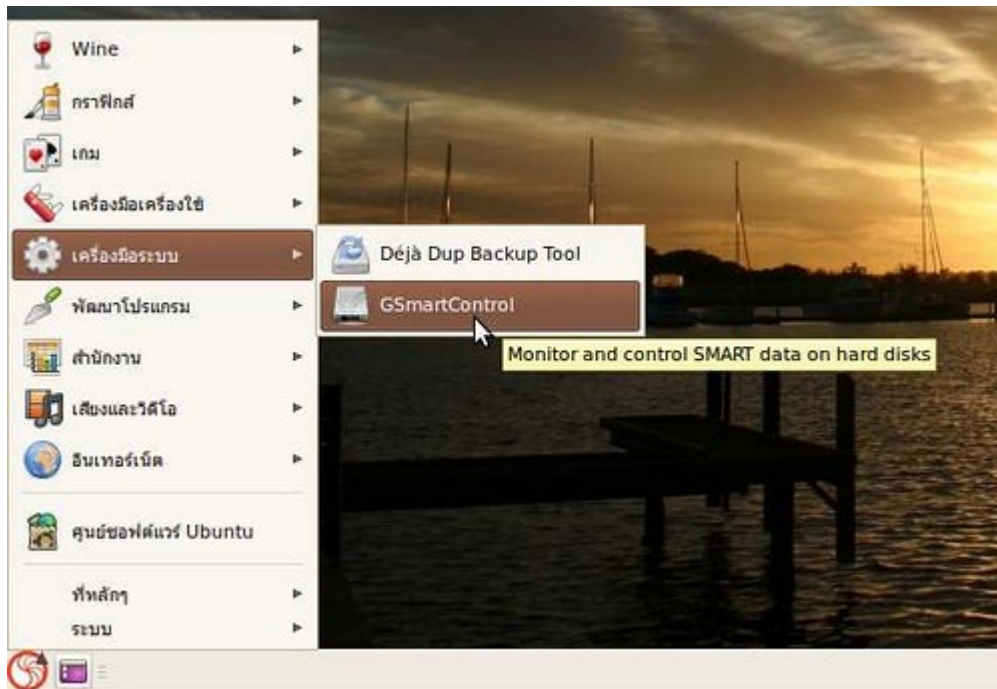 Wine
กราฟิกส์
เกม
เครื่องมือเครื่องใช้
เครื่องมือระบบ
Déjà Dup Backup Tool
GSmartControl
Monitor and control SMART data on hard disks
พัฒนาโปรแกรม
สำนักงาน
เสียงและวิดีโอ
อินเทอร์เน็ต
ศูนย์ซอฟต์แวร์ Ubuntu
ที่หลักๆ
ระบบ